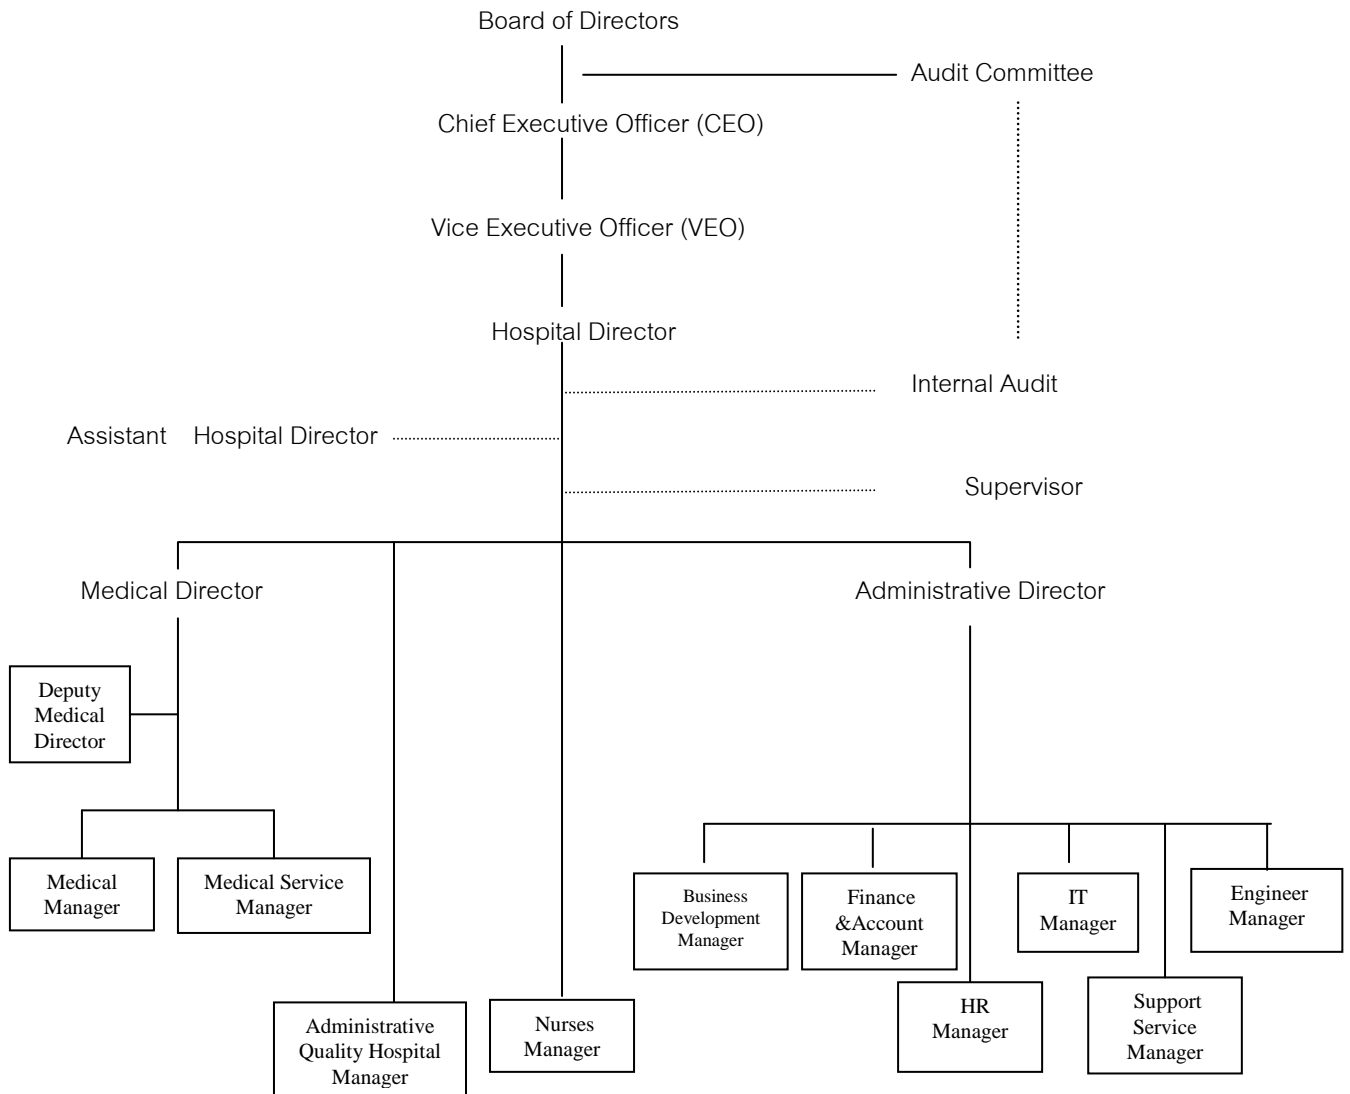 Board of Directors
Audit Committee
Chief Executive Officer (CEO)
Vice Executive Officer (VEO)
Hospital Director
Internal Audit
Assistant Hospital Director
Supervisor
Medical Director
Administrative Director
Deputy
Medical
Director
Medical
Manager
Medical Service
Manager
Business
Development
Manager
Finance
&Account
Manager
IT
Manager
Engineer
Manager
Administrative
Quality Hospital
Manager
Nurses
Manager
HR
Manager
Support
Service
Manager